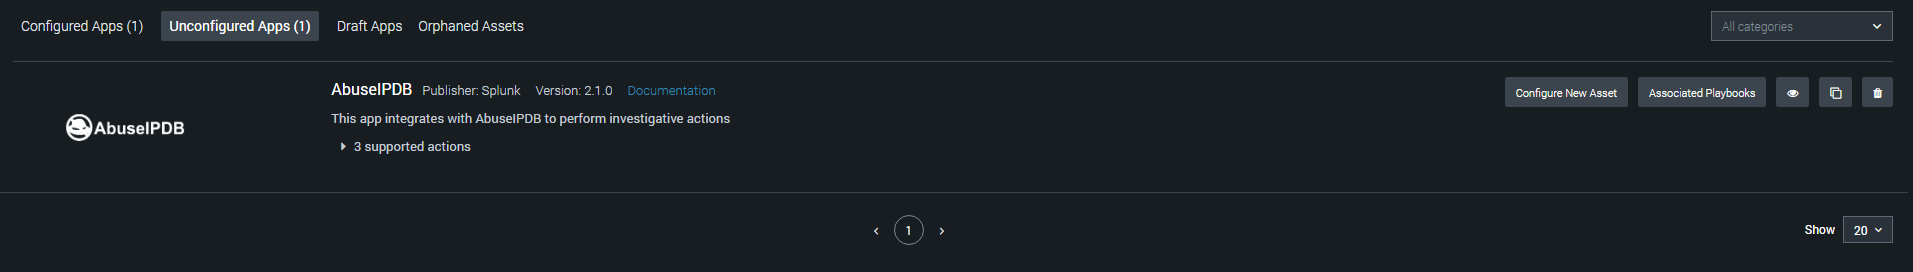 Configured Apps (1) Unconfigured Apps (1) Draft Apps Orphaned Assets All categories
AbuseIPDB Publisher: Splunk Version: 2.1.0 Documentation Configure New Asset Associated Playbooks
This app integrates with AbuseIPDB to perform investigative actions
AbuseIPDB
3 supported actions
1 Show 20